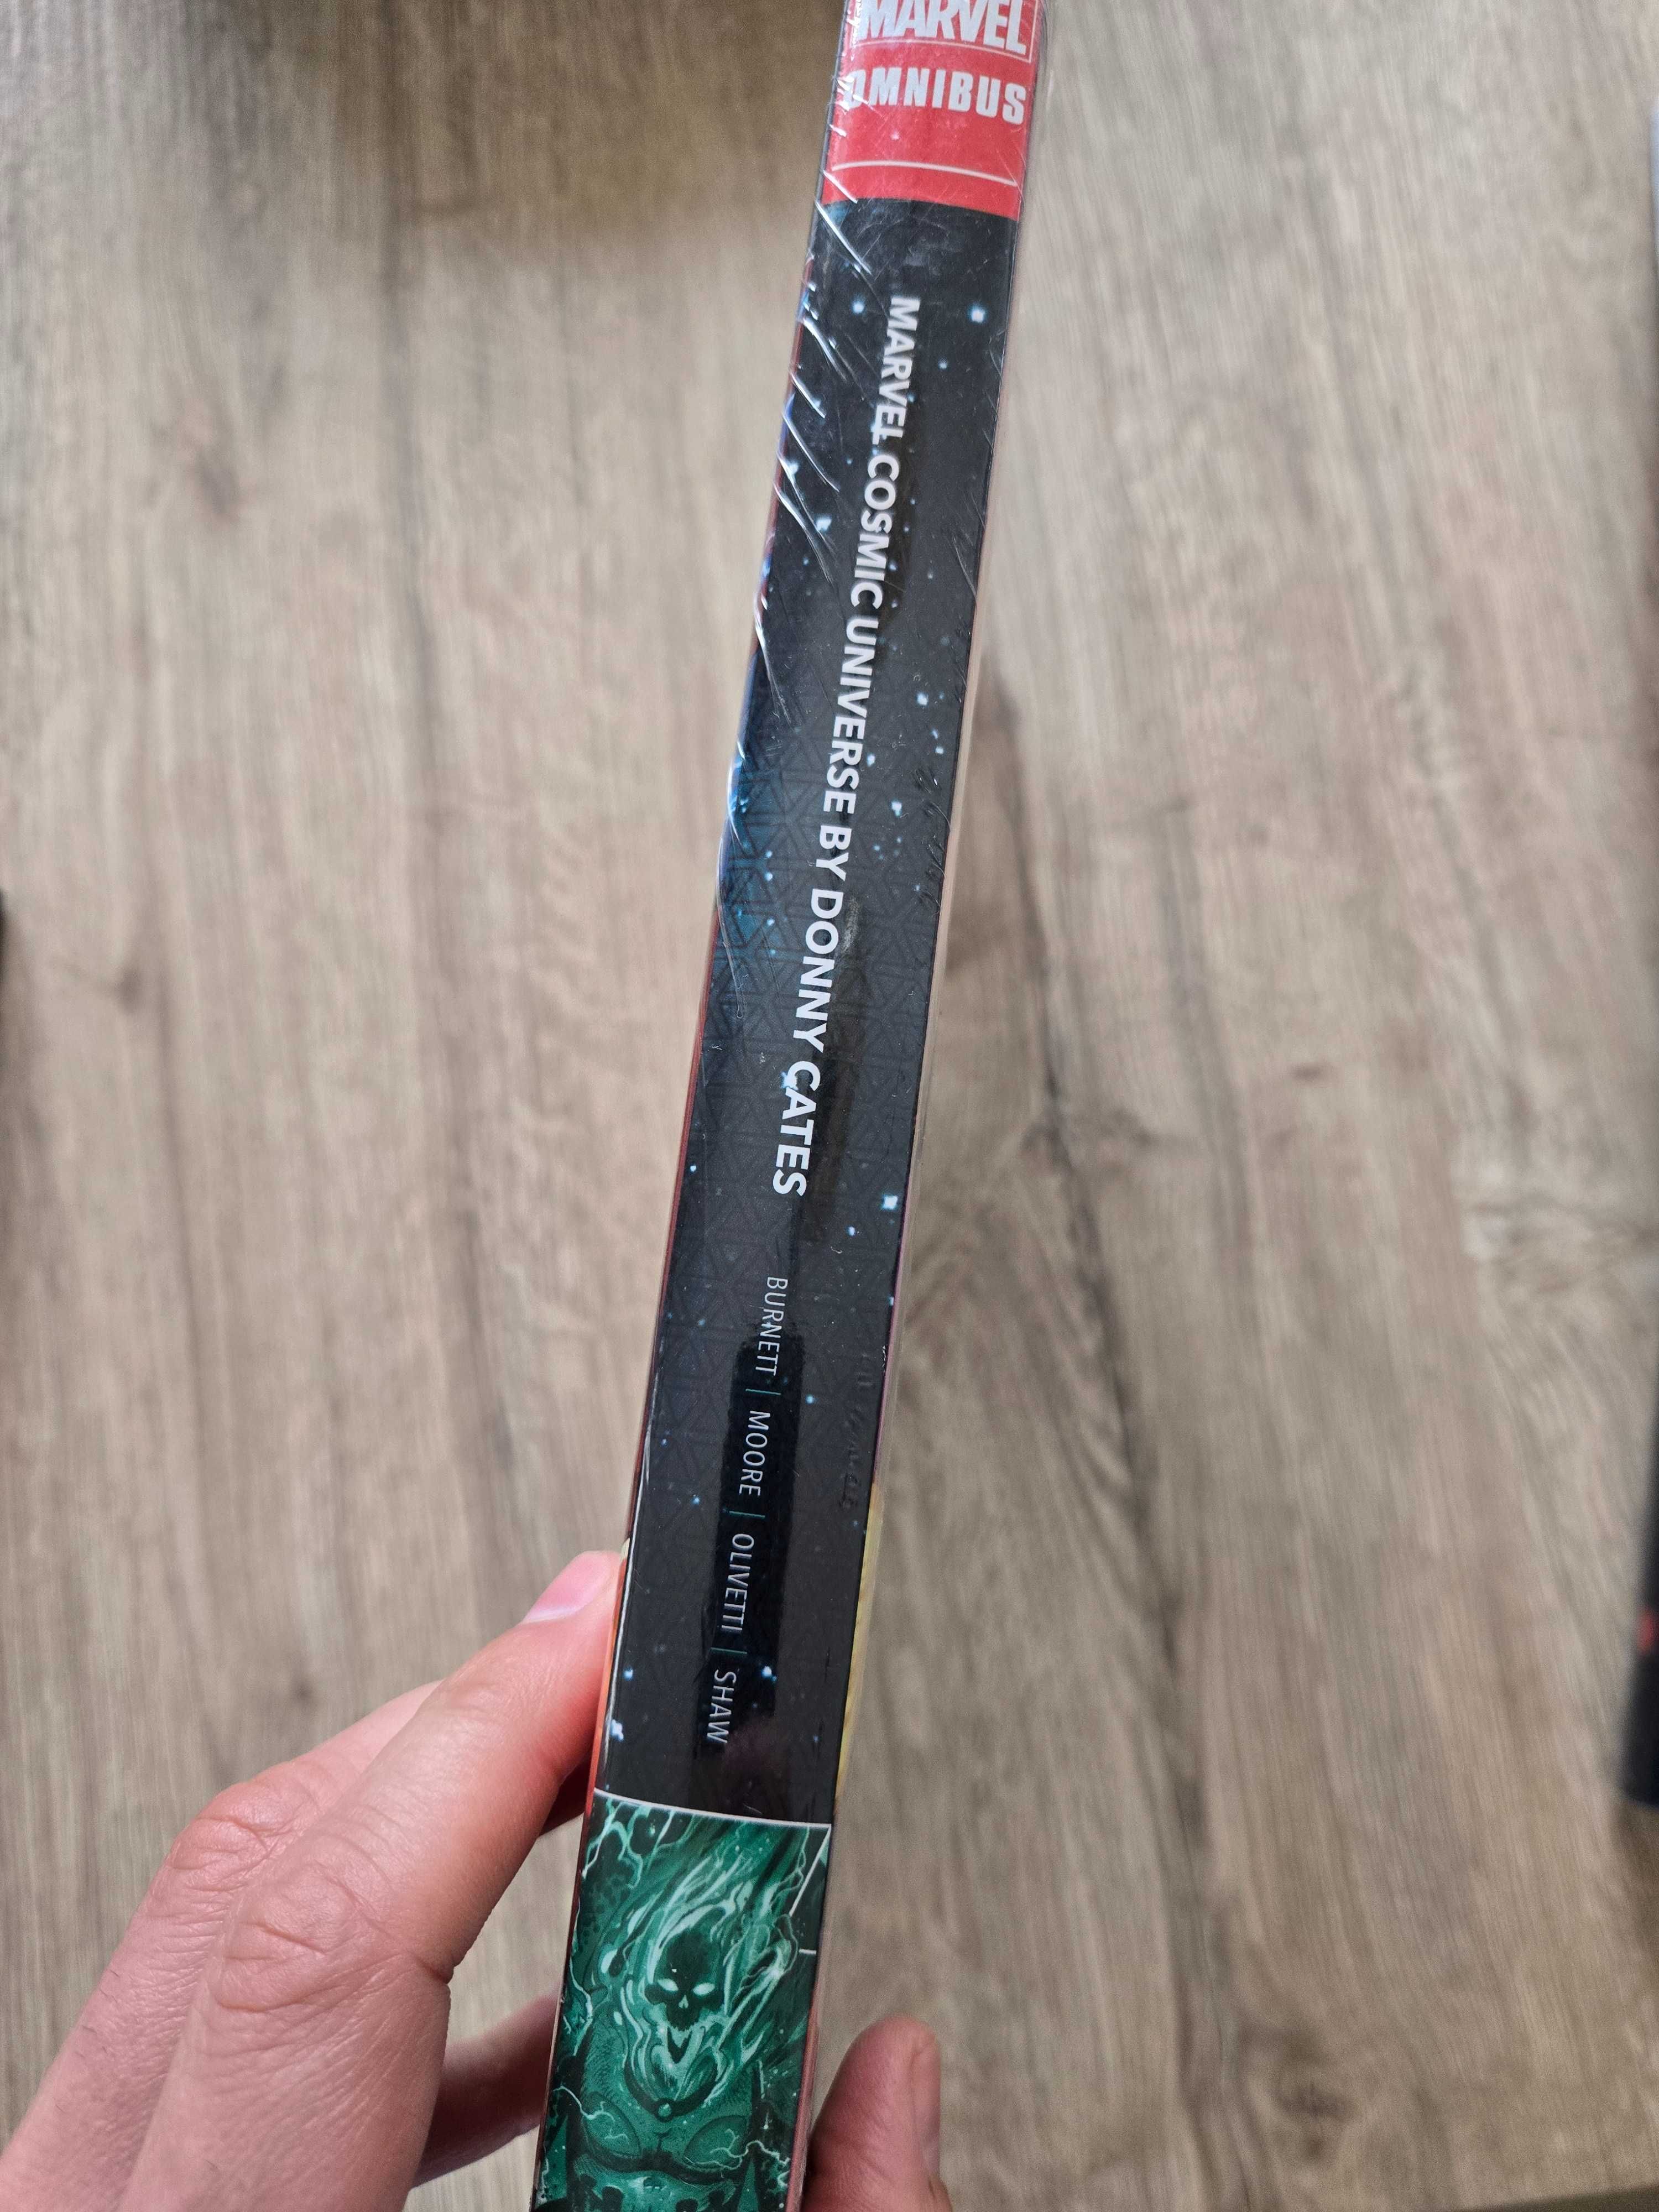 MARVEL
OMNIBUS
MARVEL COSMIC UNIVERSE BY DONNY CATES
BURNETT | MOORE | OLIVETTI | SHAW